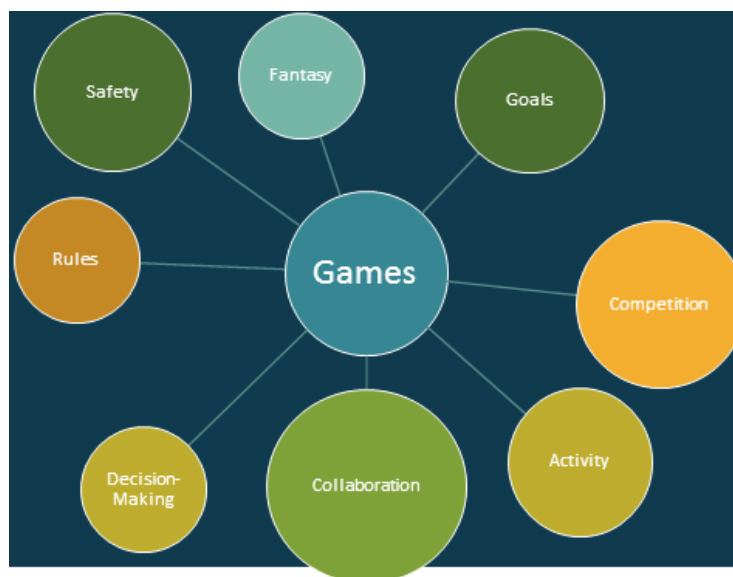 Fantasy
Safety
Goals
Rules
Games
Competition
Decision-
Making
Collaboration
Activity